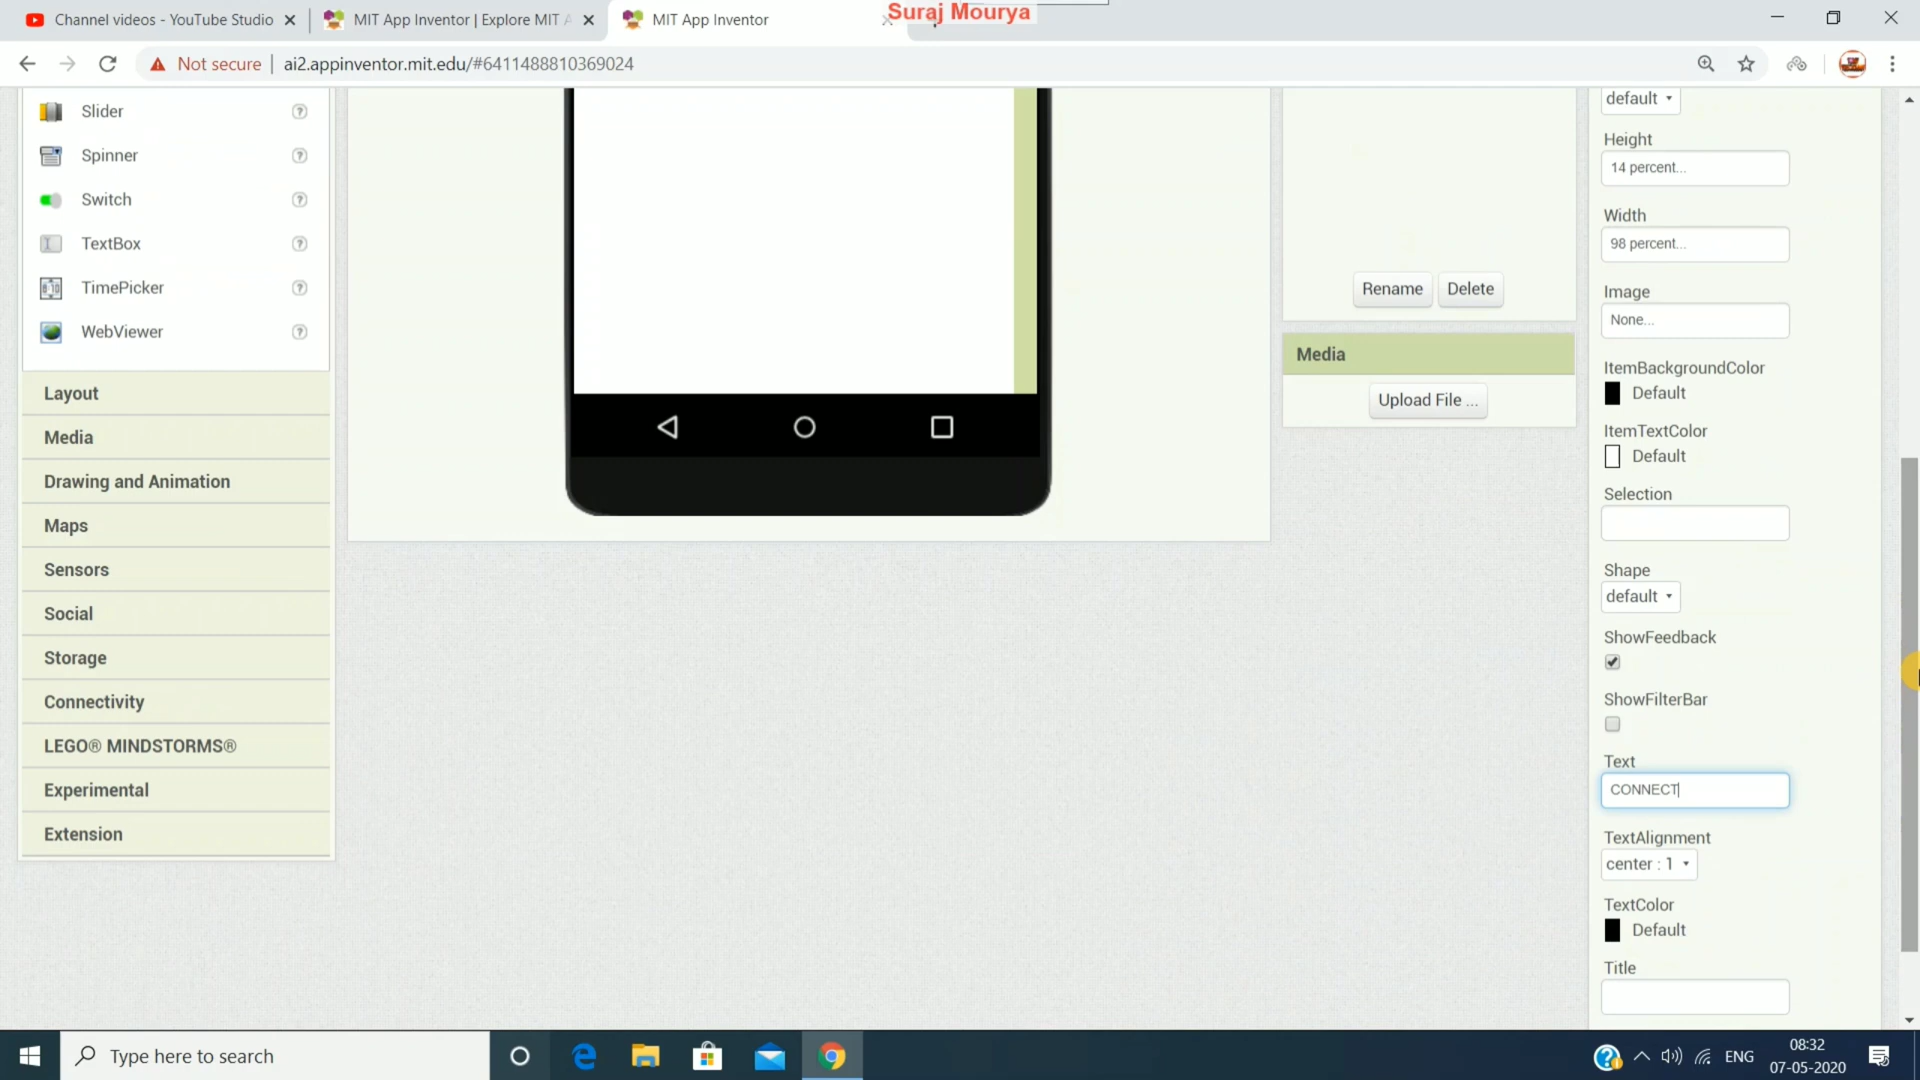 Channel videos - YouTube Studio
MIT App Inventor | Explore MIT A
MIT App Inventor
Suraj Mourya
Not secure
ai2.appinventor.mit.edu/#6411488810369024
Slider
Spinner
Switch
TextBox
TimePicker
WebViewer
Layout
Media
Drawing and Animation
Maps
Sensors
Social
Storage
Connectivity
LEGO® MINDSTORMS®
Experimental
Extension
Rename
Delete
Media
Upload File ...
default
Height
14 percent...
Width
98 percent...
Image
None...
ItemBackgroundColor
Default
ItemTextColor
Default
Selection
Shape
default
ShowFeedback
ShowFilterBar
Text
CONNECT
TextAlignment
center : 1
TextColor
Default
Title
Type here to search
ENG
08:32
07-05-2020